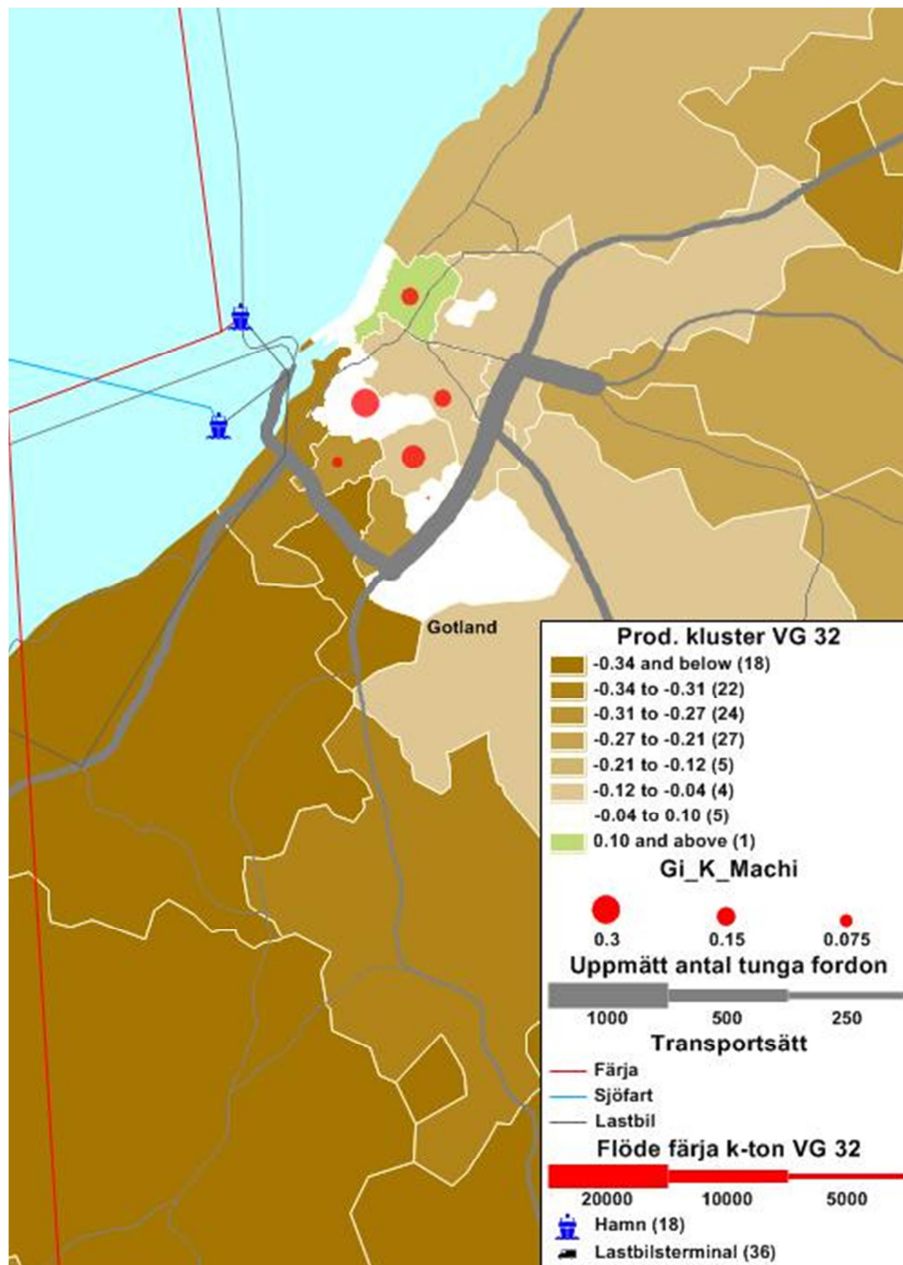 Gotland
Prod. kluster VG 32
-0.34 and below (18)
-0.34 to -0.31 (22)
-0.31 to -0.27 (24)
-0.27 to -0.21 (27)
-0.21 to -0.12 (5)
-0.12 to -0.04 (4)
-0.04 to 0.10 (5)
0.10 and above (1)
Gi_K_Machi
0.3 0.15 0.075
Uppmätt antal tunga fordon
1000 500 250
Transportsätt
Färja
Sjöfart
Lastbil
Flöde färja k-ton VG 32
20000 10000 5000
Hamn (18)
Lastbilsterminal (36)